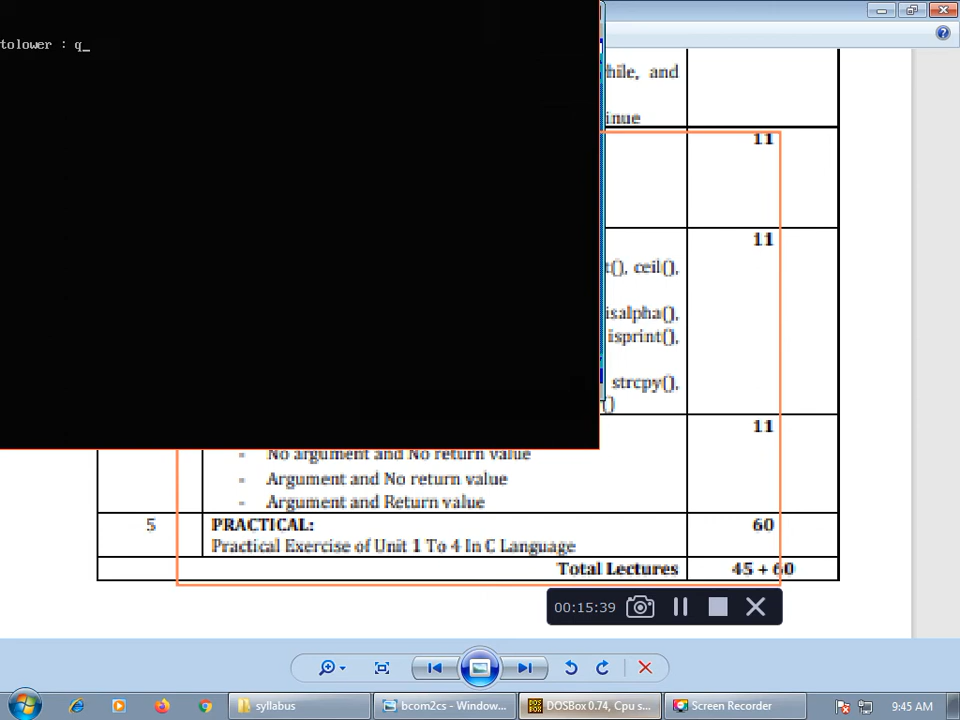 tolower : q_
hile, and
inue
11
11
t(), ceil(),
isalpha(),
isprint(),
strcpy(),
()
11
- No argument and No return value
- Argument and No return value
- Argument and Return value
5 PRACTICAL: 60
Practical Exercise of Unit 1 To 4 In C Language
Total Lectures 45 + 60
00:15:39
syllabus
bcom2cs - Window...
DOSBox 0.74, Cpu s...
Screen Recorder
9:45 AM